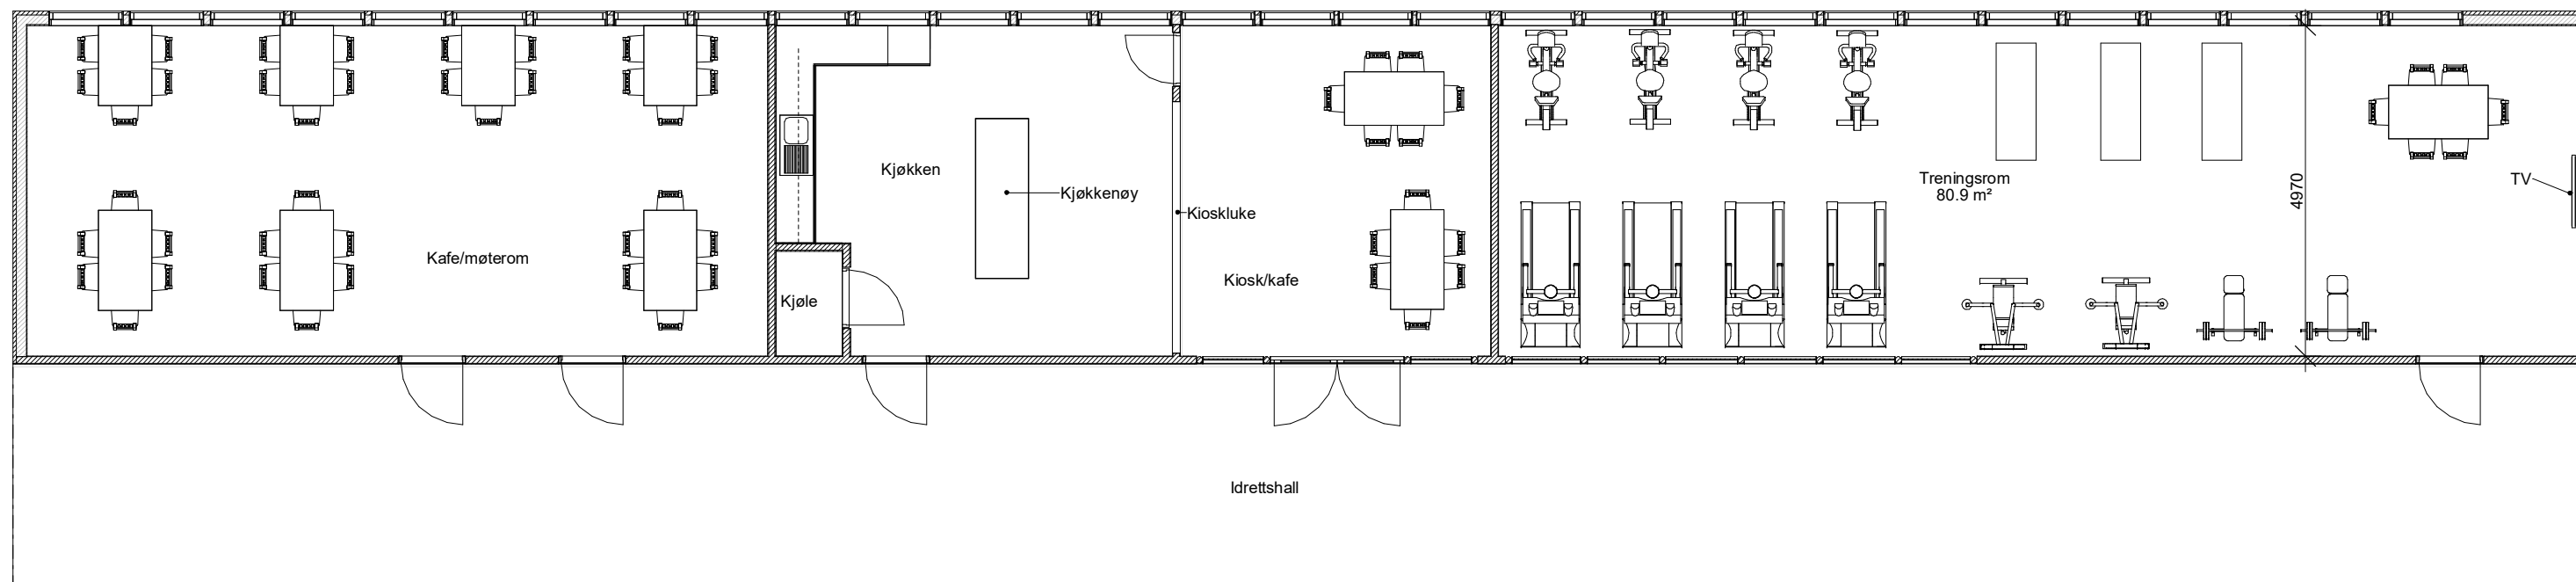 Kjøkken
Kjøkkenøy
Kioskluke
Kafe/møterom
Kjøle
Kiosk/kafe
Treningsrom
80.9 m²
4970
TV
Idrettshall